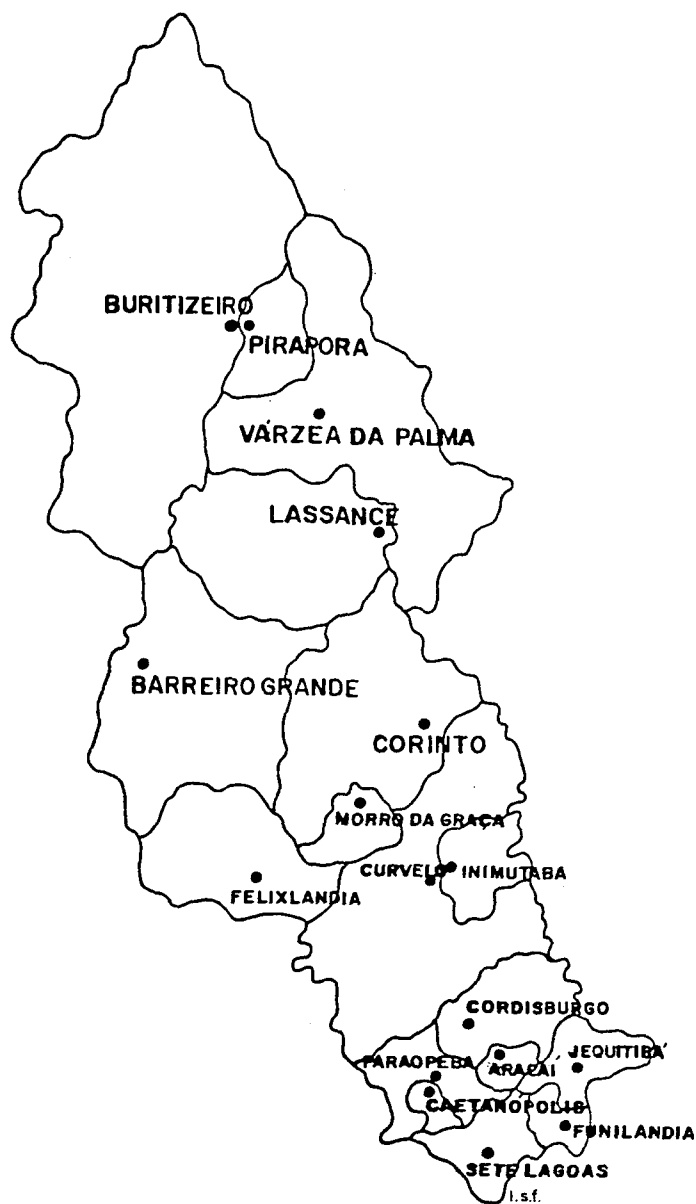 BURITIZEIRO
PIRAPORA
VÁRZEA DA PALMA
LASSANCE
BARREIRO GRANDE
CORINTO
MORRO DA GRAÇA
CURVELO
INIMUTABA
FELIXLANDIA
CORDISBURGO
PARAOPEBA
ARAÇAÍ
JEQUITIBÁ
CAETANÓPOLIS
FUNILANDIA
SETE LAGOAS
l.s.f.